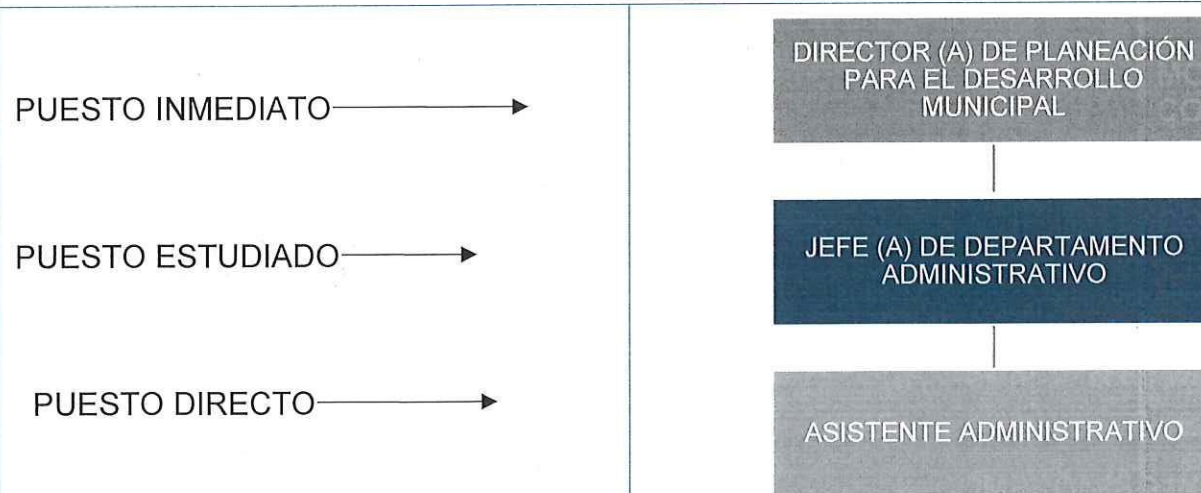 PUESTO INMEDIATO
DIRECTOR (A) DE PLANEACIÓN
PARA EL DESARROLLO
MUNICIPAL
PUESTO ESTUDIADO
JEFE (A) DE DEPARTAMENTO
ADMINISTRATIVO
PUESTO DIRECTO
ASISTENTE ADMINISTRATIVO